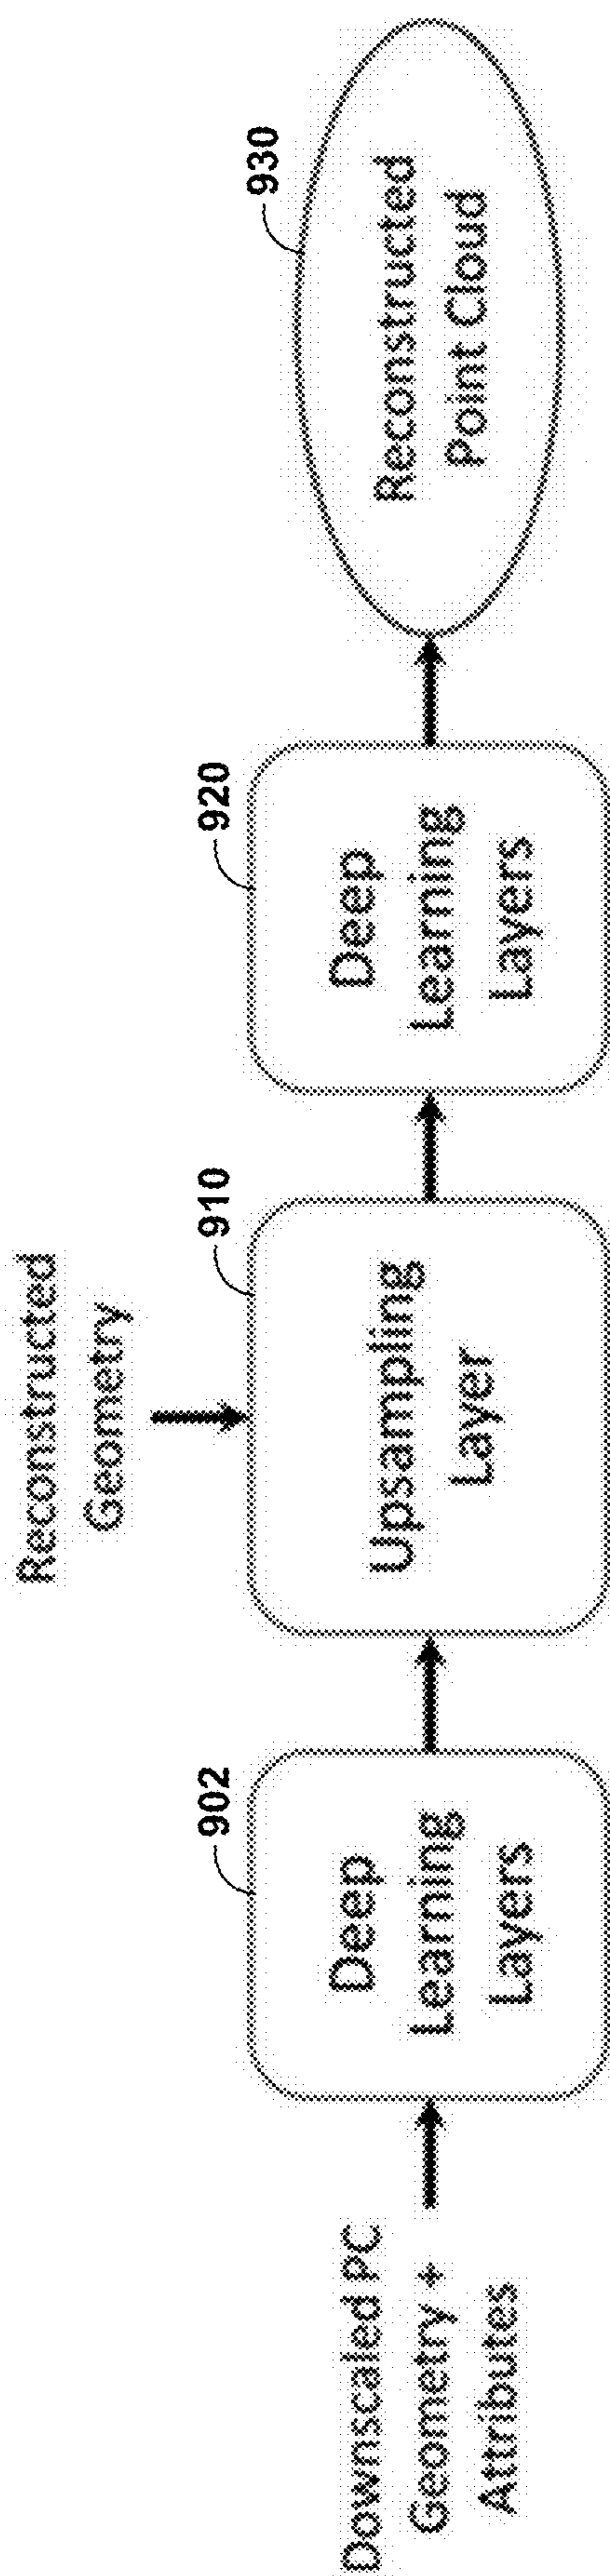 Downscaled PC
Geometry +
Attributes
902
Deep
Learning
Layers
Reconstructed
Geometry
910
Upsampling
Layer
920
Deep
Learning
Layers
930
Reconstructed
Point Cloud